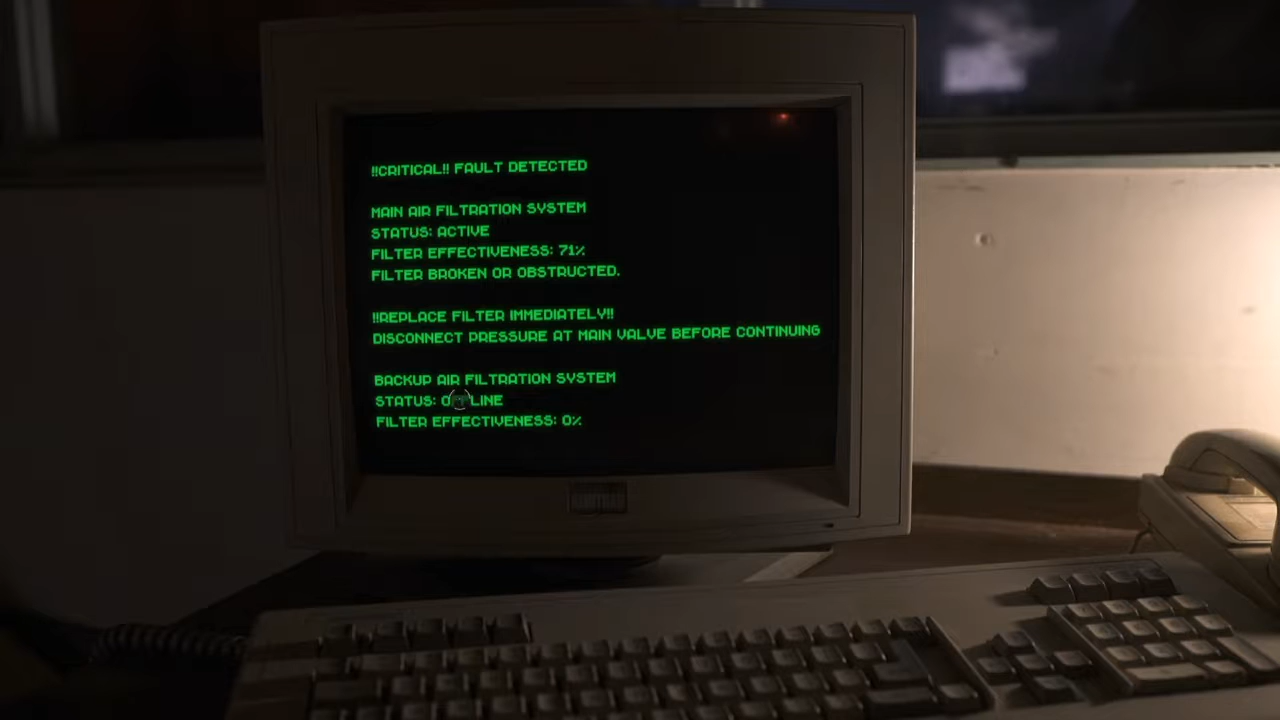 !!CRITICAL!! FAULT DETECTED
MAIN AIR FILTRATION SYSTEM
STATUS: ACTIVE
FILTER EFFECTIVENESS: 71%
FILTER BROKEN OR OBSTRUCTED.
!!REPLACE FILTER IMMEDIATELY!!
DISCONNECT PRESSURE AT MAIN VALVE BEFORE CONTINUING
BACKUP AIR FILTRATION SYSTEM
STATUS: OFFLINE
FILTER EFFECTIVENESS: 0%